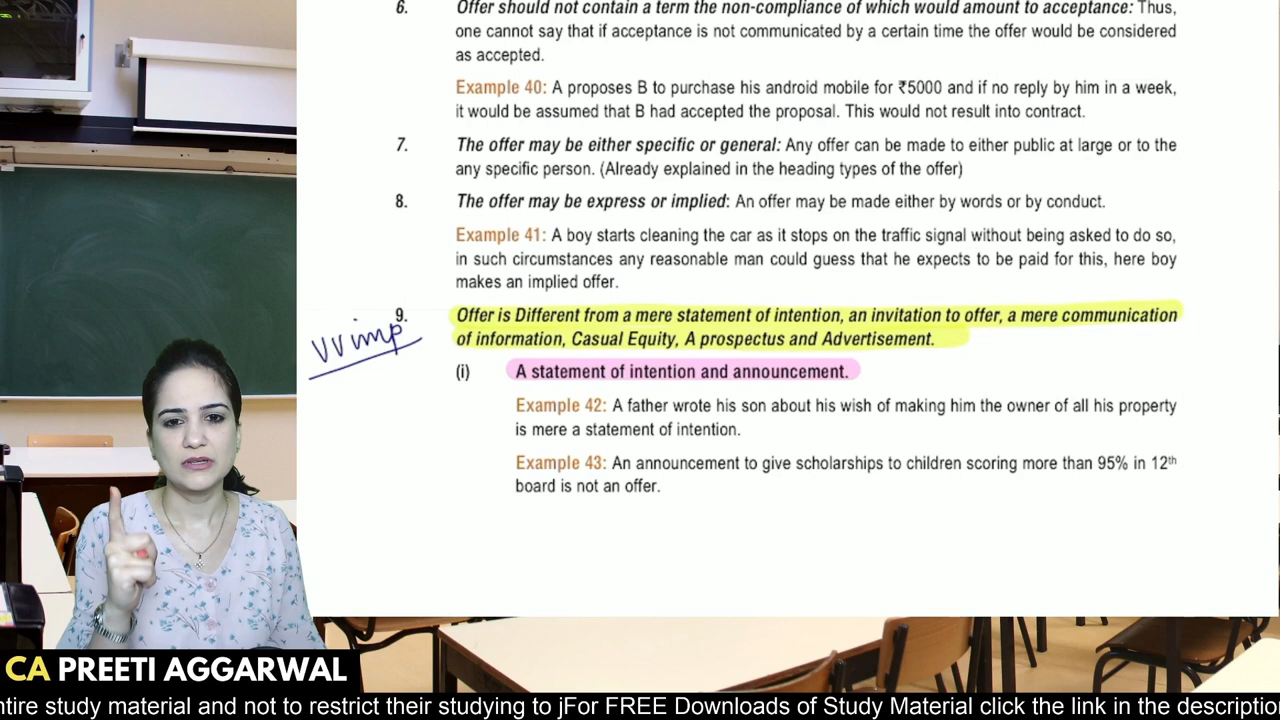 6. Offer should not contain a term the non-compliance of which would amount to acceptance: Thus,
one cannot say that if acceptance is not communicated by a certain time the offer would be considered
as accepted.
Example 40: A proposes B to purchase his android mobile for ₹5000 and if no reply by him in a week,
it would be assumed that B had accepted the proposal. This would not result into contract.
7. The offer may be either specific or general: Any offer can be made to either public at large or to the
any specific person. (Already explained in the heading types of the offer)
8. The offer may be express or implied: An offer may be made either by words or by conduct.
Example 41: A boy starts cleaning the car as it stops on the traffic signal without being asked to do so,
in such circumstances any reasonable man could guess that he expects to be paid for this, here boy
makes an implied offer.
9. Offer is Different from a mere statement of intention, an invitation to offer, a mere communication
of information, Casual Equity, A prospectus and Advertisement.
VVimp
(i) A statement of intention and announcement.
Example 42: A father wrote his son about his wish of making him the owner of all his property
is mere a statement of intention.
Example 43: An announcement to give scholarships to children scoring more than 95% in 12th
board is not an offer.
CA PREETI AGGARWAL
ntire study material and not to restrict their studying to jFor FREE Downloads of Study Material click the link in the descriptio